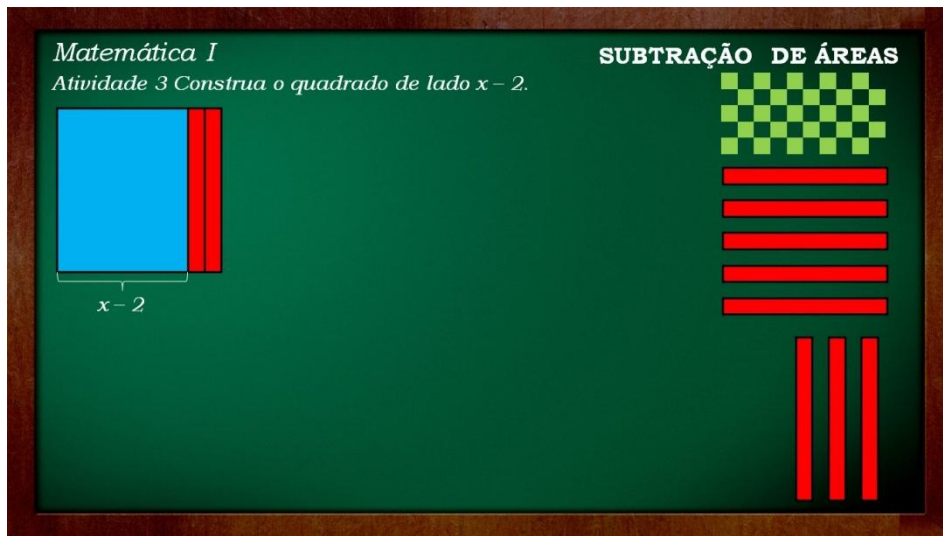 Matemática I
SUBTRAÇÃO DE ÁREAS
Atividade 3 Construa o quadrado de lado x – 2.
x – 2